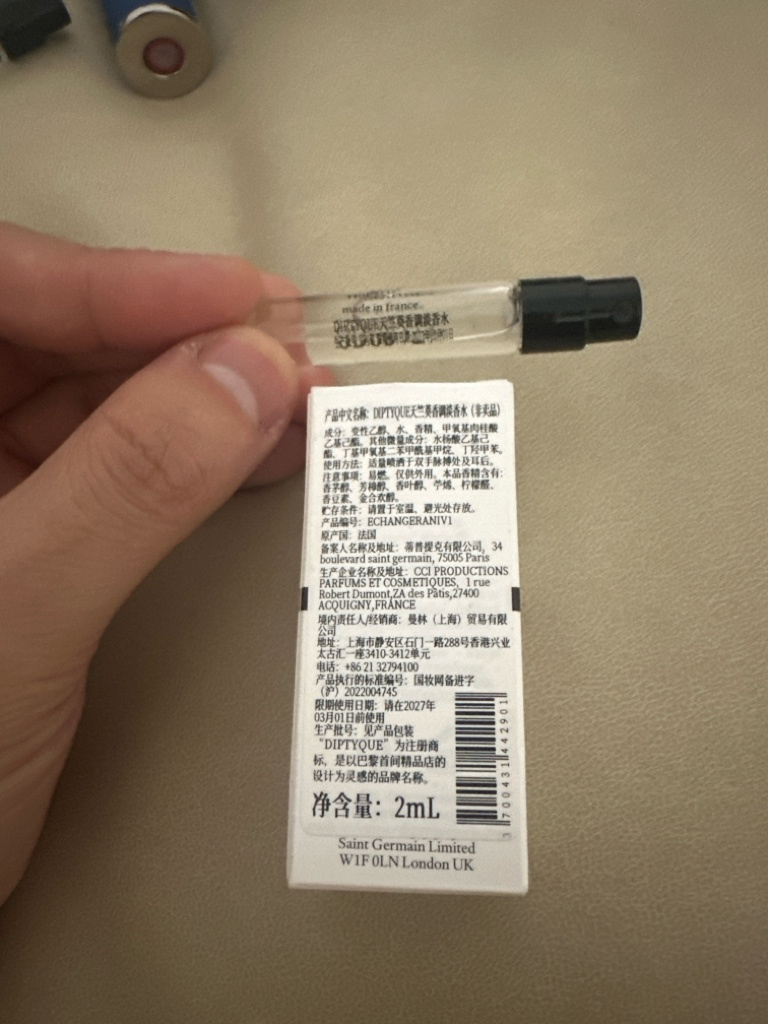 made in france.
DIPTYQUE天竺葵香调淡香水
产品中文名称：DIPTYQUE天竺葵香调淡香水（非卖品）
成分：变性乙醇、水、香精、甲氧基肉桂酸
乙基己酯，其他微量成分：水杨酸乙基己
酯、丁基甲氧基二苯甲酰基甲烷、丁羟甲苯。
使用方法：适量喷洒于双手脉搏处及耳后。
注意事项：易燃。仅供外用。本品香精含有：
香茅醇、芳樟醇、香叶醇、苧烯、柠檬醛、
香豆素、金合欢醇。
贮存条件：请置于室温、避光处存放。
产品编号：ECHANGERANIV1
原产国：法国
备案人名称及地址：蒂普提克有限公司，34
boulevard saint germain, 75005 Paris
生产企业名称及地址：CCI PRODUCTIONS
PARFUMS ET COSMETIQUES, 1 rue
Robert Dumont,ZA des Pâtis,27400
ACQUIGNY,FRANCE
境内责任人/经销商：曼林（上海）贸易有限
公司
地址：上海市静安区石门一路288号香港兴业
太古汇一座3410-3412单元
电话：+86 21 32794100
产品执行的标准编号：国妆网备进字
（沪）2022004745
限期使用日期：请在2027年
03月01日前使用
生产批号：见产品包装
“DIPTYQUE”为注册商
标，是以巴黎首间精品店的
设计为灵感的品牌名称。
净含量：2mL
3 700431 442901
Saint Germain Limited
W1F 0LN London UK